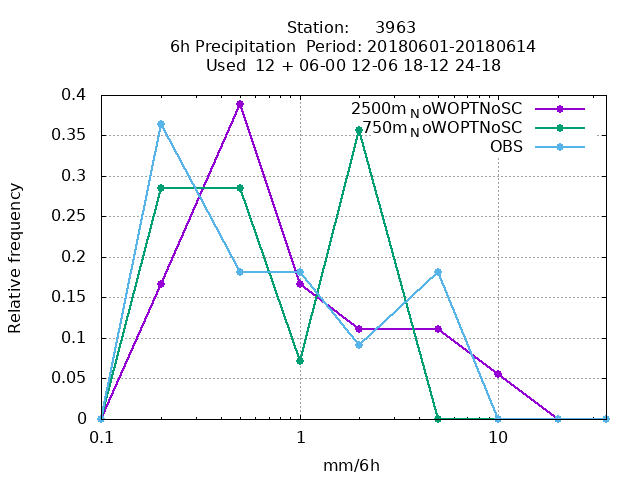 Station: 3963
6h Precipitation Period: 20180601-20180614
Used 12 + 06-00 12-06 18-12 24-18
2500m_NoWOPTNoSC
750m_NoWOPTNoSC
OBS
Relative frequency
0.4
0.35
0.3
0.25
0.2
0.15
0.1
0.05
0
0.1 1 10
mm/6h